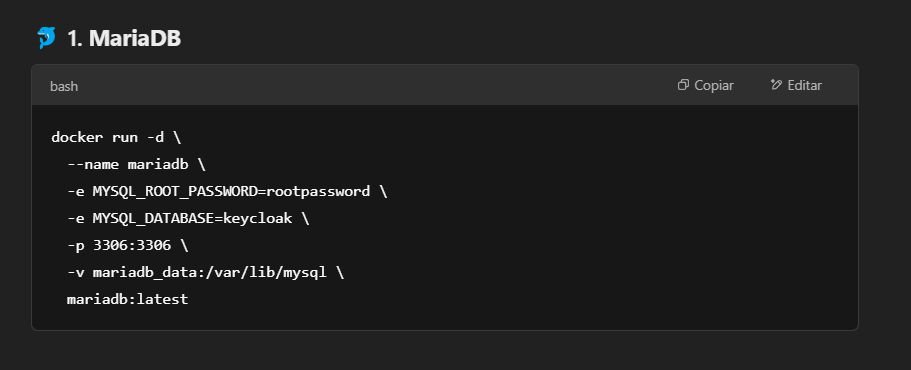 🐬 1. MariaDB
bash Copiar Editar
docker run -d \
--name mariadb \
-e MYSQL_ROOT_PASSWORD=rootpassword \
-e MYSQL_DATABASE=keycloak \
-p 3306:3306 \
-v mariadb_data:/var/lib/mysql \
mariadb:latest